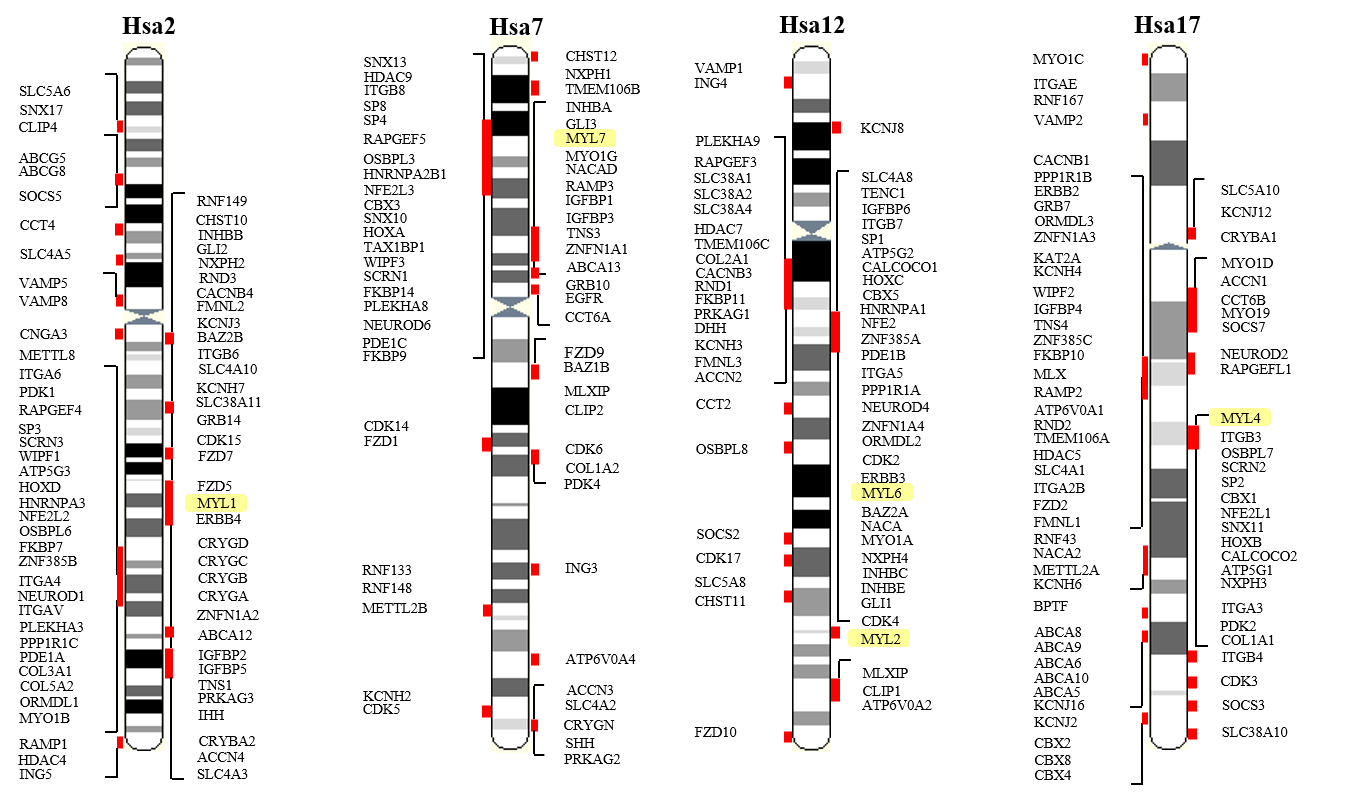 Hsa2
SLC5A6
SNX17
CLIP4
ABCG5
ABCG8
SOCS5
CCT4
SLC4A5
VAMP5
VAMP8
CNGA3
METTL8
ITGA6
PDK1
RAPGEF4
SP3
SCRN3
WIPF1
ATP5G3
HOXD
HNRNPA3
NFE2L2
OSBPL6
FKBP7
ZNF385B
ITGA4
NEUROD1
ITGAV
PLEKHA3
PPP1R1C
PDE1A
COL3A1
COL5A2
ORMDL1
MYO1B
RAMP1
HDAC4
ING5
RNF149
CHST10
INHBB
GLI2
NXPH2
RND3
CACNB4
FMNL2
KCNJ3
BAZ2B
ITGB6
SLC4A10
KCNH7
SLC38A11
GRB14
CDK15
FZD7
FZD5
MYL1
ERBB4
CRYGD
CRYGC
CRYGB
CRYGA
ZNFN1A2
ABCA12
IGFBP2
IGFBP5
TNS1
PRKAG3
IHH
CRYBA2
ACCN4
SLC4A3
Hsa7
SNX13
HDAC9
ITGB8
SP8
SP4
RAPGEF5
OSBPL3
HNRNPA2B1
NFE2L3
CBX3
SNX10
HOXA
TAX1BP1
WIPF3
SCRN1
FKBP14
PLEKHA8
NEUROD6
PDE1C
FKBP9
CDK14
FZD1
RNF133
RNF148
METTL2B
KCNH2
CDK5
CHST12
NXPH1
TMEM106B
INHBA
GLI3
MYL7
MYO1G
NACAD
RAMP3
IGFBP1
IGFBP3
TNS3
ZNFN1A1
ABCA13
GRB10
EGFR
CCT6A
FZD9
BAZ1B
MLXIP
CLIP2
CDK6
COL1A2
PDK4
ING3
ATP6V0A4
ACCN3
SLC4A2
CRYGN
SHH
PRKAG2
Hsa12
VAMP1
ING4
PLEKHA9
RAPGEF3
SLC38A1
SLC38A2
SLC38A4
HDAC7
TMEM106C
COL2A1
CACNB3
RND1
FKBP11
PRKAG1
DHH
KCNH3
FMNL3
ACCN2
CCT2
OSBPL8
SOCS2
CDK17
SLC5A8
CHST11
FZD10
KCNJ8
SLC4A8
TENC1
IGFBP6
ITGB7
SP1
ATP5G2
CALCOCO1
HOXC
CBX5
HNRNPA1
NFE2
ZNF385A
PDE1B
ITGA5
PPP1R1A
NEUROD4
ZNFN1A4
ORMDL2
CDK2
ERBB3
MYL6
BAZ2A
NACA
MYO1A
NXPH4
INHBC
INHBE
GLI1
CDK4
MYL2
MLXIP
CLIP1
ATP6V0A2
Hsa17
MYO1C
ITGAE
RNF167
VAMP2
CACNB1
PPP1R1B
ERBB2
GRB7
ORMDL3
ZNFN1A3
KAT2A
KCNH4
WIPF2
IGFBP4
TNS4
ZNF385C
FKBP10
MLX
RAMP2
ATP6V0A1
RND2
TMEM106A
HDAC5
SLC4A1
ITGA2B
FZD2
FMNL1
RNF43
NACA2
METTL2A
KCNH6
BPTF
ABCA8
ABCA9
ABCA6
ABCA10
ABCA5
KCNJ16
KCNJ2
CBX2
CBX8
CBX4
SLC5A10
KCNJ12
CRYBA1
MYO1D
ACCN1
CCT6B
MYO19
SOCS7
NEUROD2
RAPGEFL1
MYL4
ITGB3
OSBPL7
SCRN2
SP2
CBX1
NFE2L1
SNX11
HOXB
CALCOCO2
ATP5G1
NXPH3
ITGA3
PDK2
COL1A1
ITGB4
CDK3
SOCS3
SLC38A10